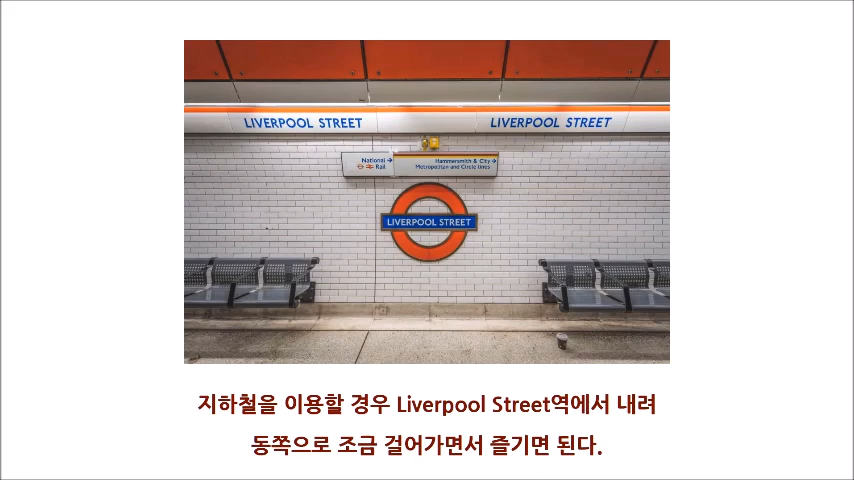 LIVERPOOL STREET
LIVERPOOL STREET
National →
Rail
Hammersmith & City →
Metropolitan and Circle lines
LIVERPOOL STREET
지하철을 이용할 경우 Liverpool Street역에서 내려
동쪽으로 조금 걸어가면서 즐기면 된다.